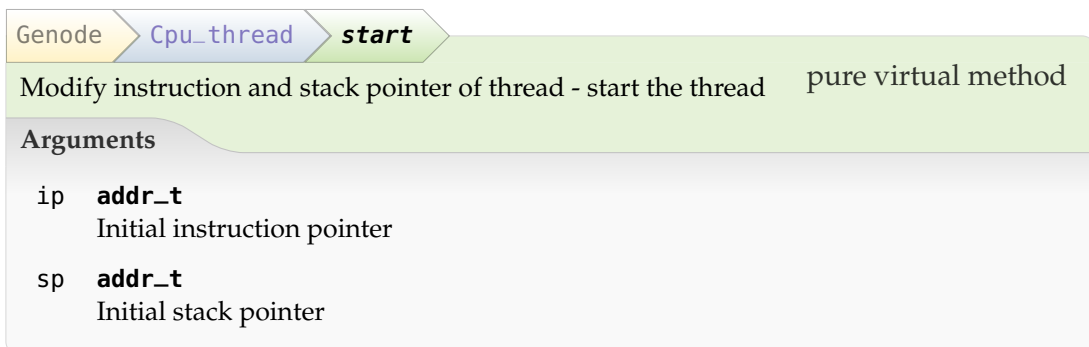 Genode Cpu_thread start
Modify instruction and stack pointer of thread - start the thread pure virtual method
Arguments
ip addr_t
Initial instruction pointer
sp addr_t
Initial stack pointer